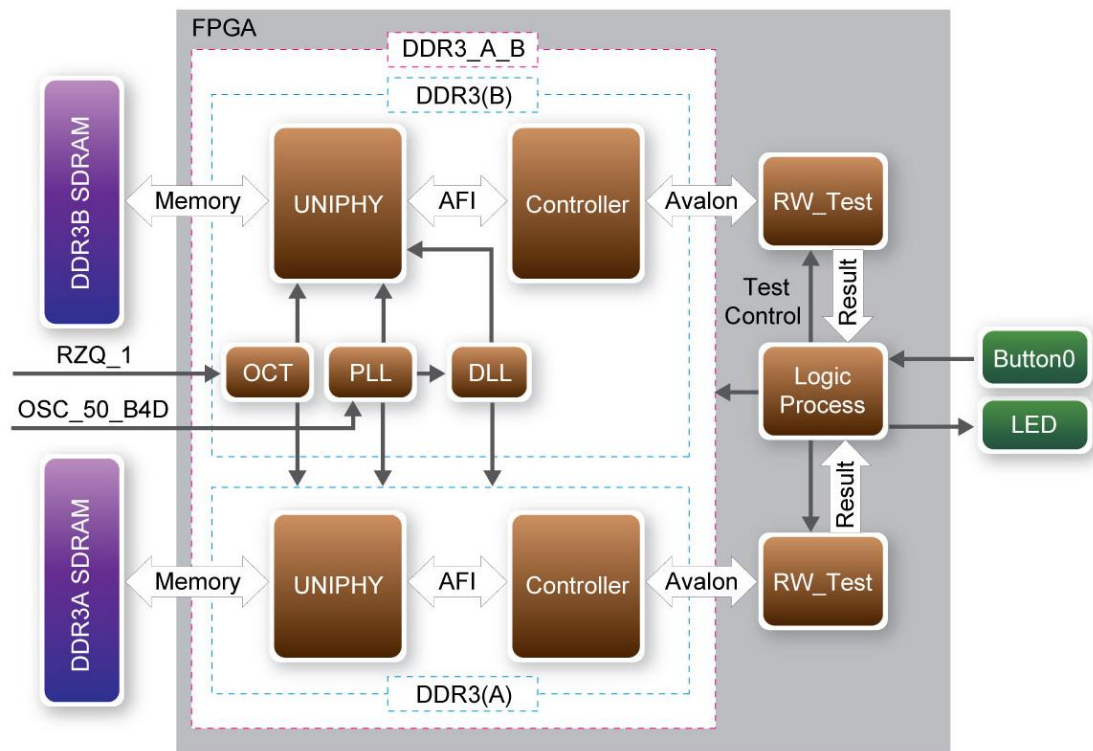 FPGA
DDR3_A_B
DDR3(B)
DDR3B SDRAM
Memory
UNIPHY
AFI
Controller
Avalon
RW_Test
Test
Control
Result
RZQ_1
OCT
PLL
DLL
Logic
Process
Button0
OSC_50_B4D
LED
DDR3A SDRAM
Memory
UNIPHY
AFI
Controller
Avalon
Result
RW_Test
DDR3(A)